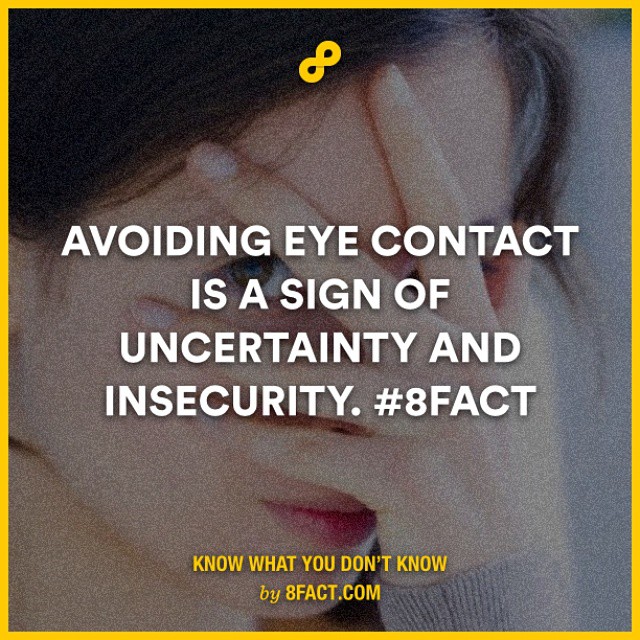 AVOIDING EYE CONTACT
IS A SIGN OF
UNCERTAINTY AND
INSECURITY. #8FACT
KNOW WHAT YOU DON'T KNOW
by 8FACT.COM